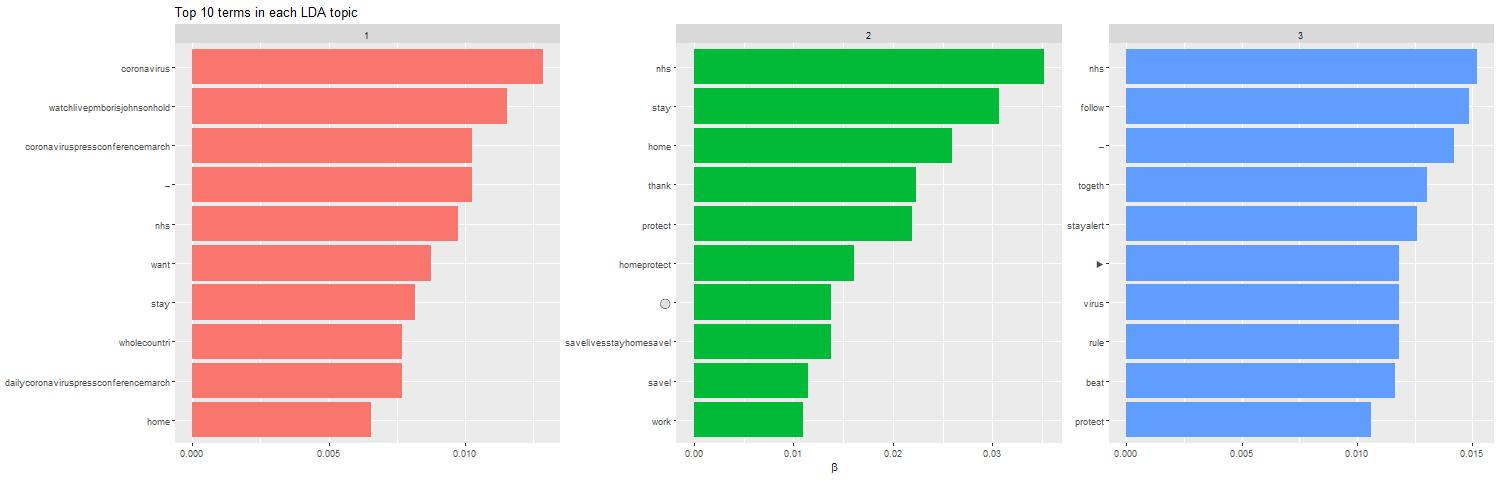 Top 10 terms in each LDA topic
1
coronavirus
watchlivepmborisjohnsonhold
coronaviruspressconferencemarch
–
nhs
want
stay
wholecountri
dailycoronaviruspressconferencemarch
home
0.000 0.005 0.010
2
nhs
stay
home
thank
protect
homeprotect
savelivesstayhomesavel
savel
work
0.00 0.01 0.02 0.03
β
3
nhs
follow
–
togeth
stayalert
▶
virus
rule
beat
protect
0.000 0.005 0.010 0.015